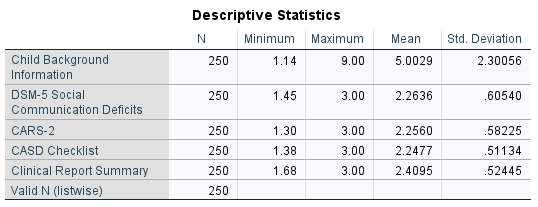 Descriptive Statistics
N Minimum Maximum Mean Std. Deviation
Child Background Information 250 1.14 9.00 5.0029 2.30056
DSM-5 Social Communication Deficits 250 1.45 3.00 2.2636 .60540
CARS-2 250 1.30 3.00 2.2560 .58225
CASD Checklist 250 1.38 3.00 2.2477 .51134
Clinical Report Summary 250 1.68 3.00 2.4095 .52445
Valid N (listwise) 250